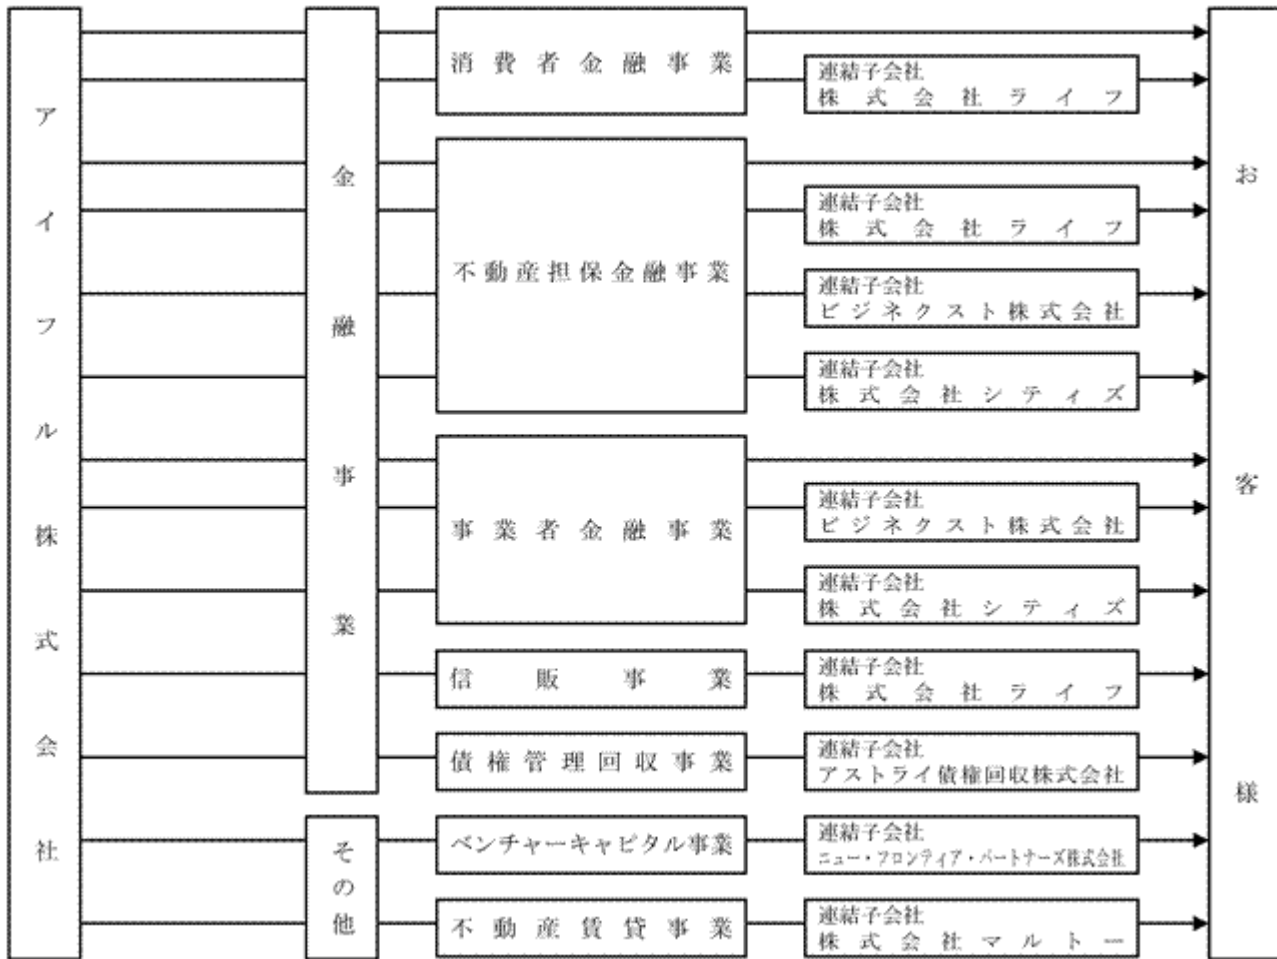 アイフル株式会社
金融事業
消費者金融事業
連結子会社
株式会社ライフ
不動産担保金融事業
連結子会社
株式会社ライフ
連結子会社
ビジネクスト株式会社
連結子会社
株式会社シティズ
事業者金融事業
連結子会社
ビジネクスト株式会社
連結子会社
株式会社シティズ
信販事業
連結子会社
株式会社ライフ
債権管理回収事業
連結子会社
アストライ債権回収株式会社
その他
ベンチャーキャピタル事業
連結子会社
ニュー・フロンティア・パートナーズ株式会社
不動産賃貸事業
連結子会社
株式会社マルトー
お客様